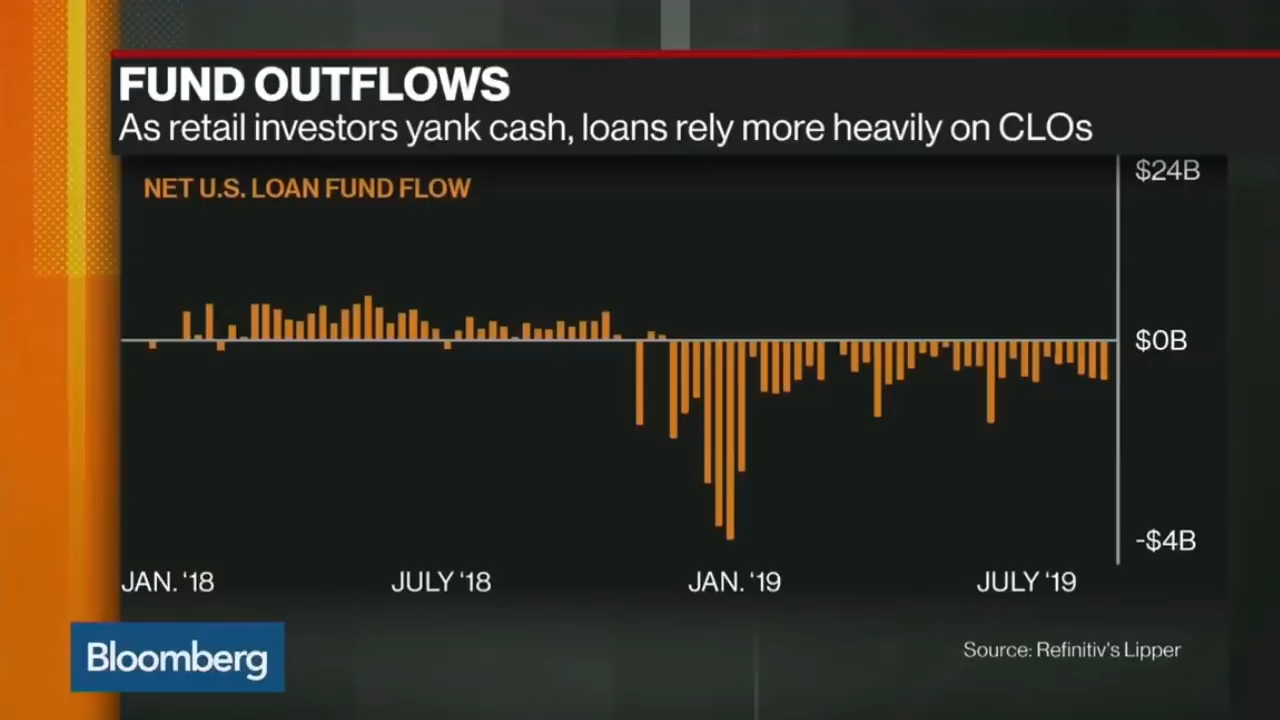 FUND OUTFLOWS
As retail investors yank cash, loans rely more heavily on CLOs
NET U.S. LOAN FUND FLOW
$24B
$0B
-$4B
JAN. ‘18
JULY ‘18
JAN. ‘19
JULY ‘19
Bloomberg
Source: Refinitiv's Lipper